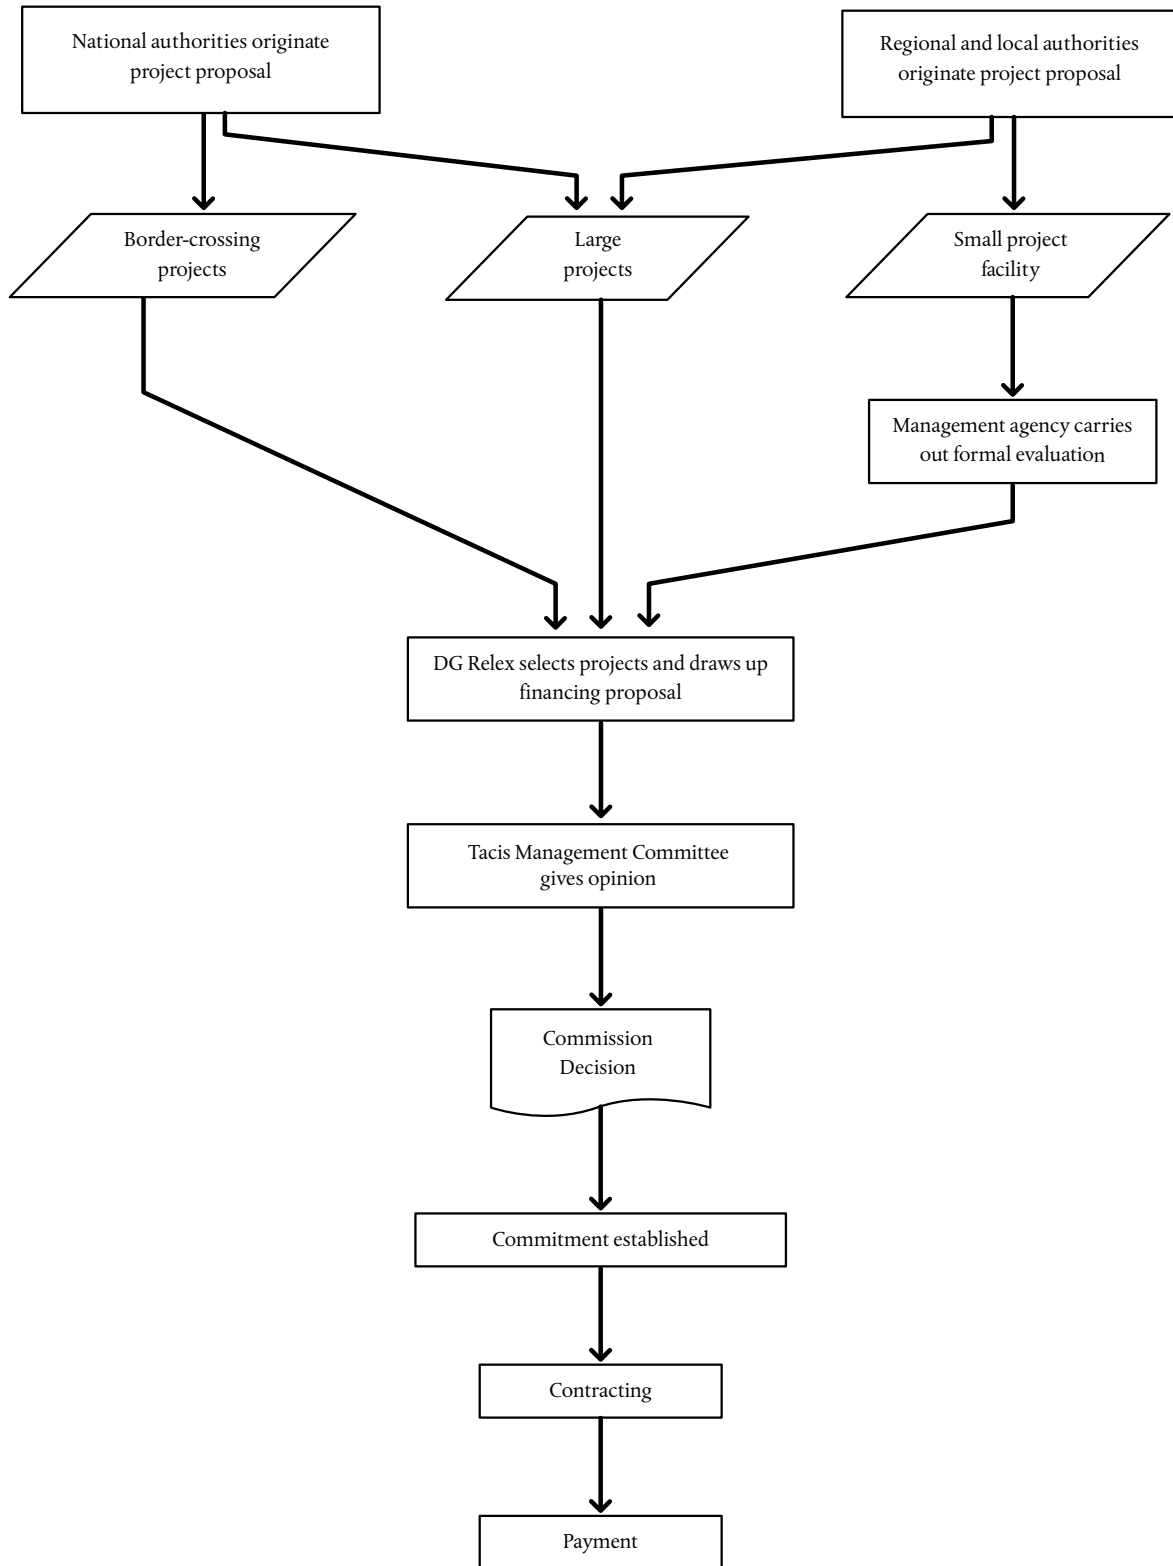 National authorities originate
project proposal
Regional and local authorities
originate project proposal
Border-crossing
projects
Large
projects
Small project
facility
Management agency carries
out formal evaluation
DG Relex selects projects and draws up
financing proposal
Tacis Management Committee
gives opinion
Commission
Decision
Commitment established
Contracting
Payment